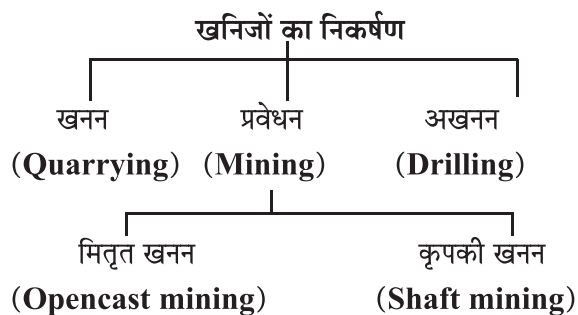 खनिजों का निकर्षण
खनन प्रवेधन अखनन
(Quarrying) (Mining) (Drilling)
मितृत खनन कृपकी खनन
(Opencast mining) (Shaft mining)